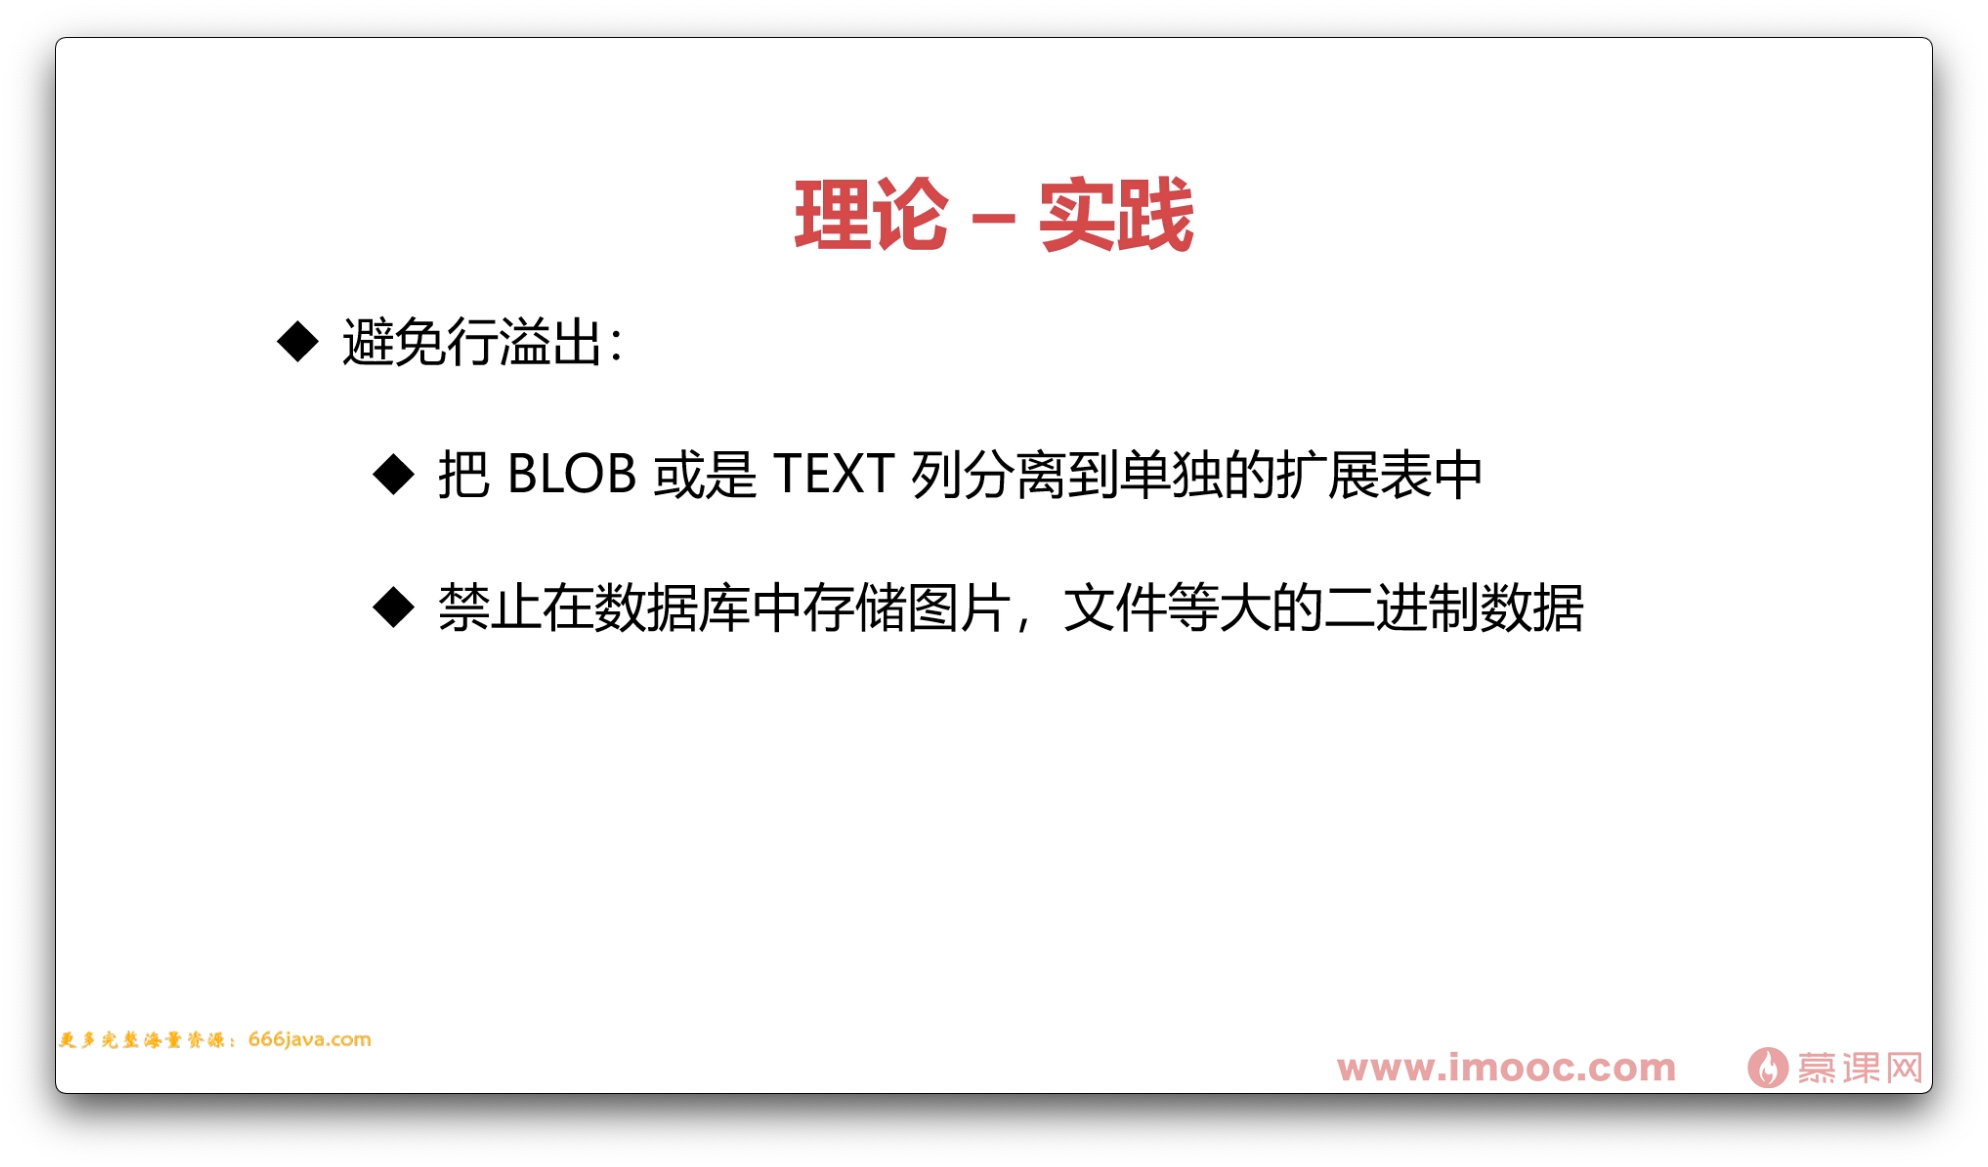 理论 – 实践
◆ 避免行溢出：
◆ 把 BLOB 或是 TEXT 列分离到单独的扩展表中
◆ 禁止在数据库中存储图片，文件等大的二进制数据
更多完整海量资源：666java.com
www.imooc.com 慕课网